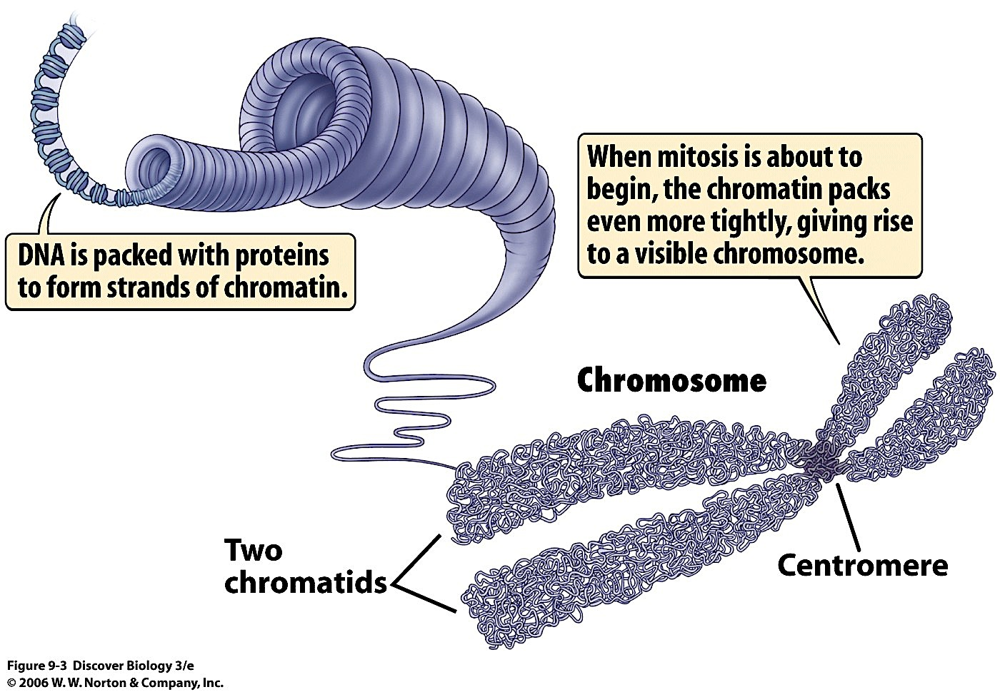 When mitosis is about to
begin, the chromatin packs
even more tightly, giving rise
to a visible chromosome.
DNA is packed with proteins
to form strands of chromatin.
Chromosome
Two
chromatids
Centromere
Figure 9-3 Discover Biology 3/e
© 2006 W. W. Norton & Company, Inc.